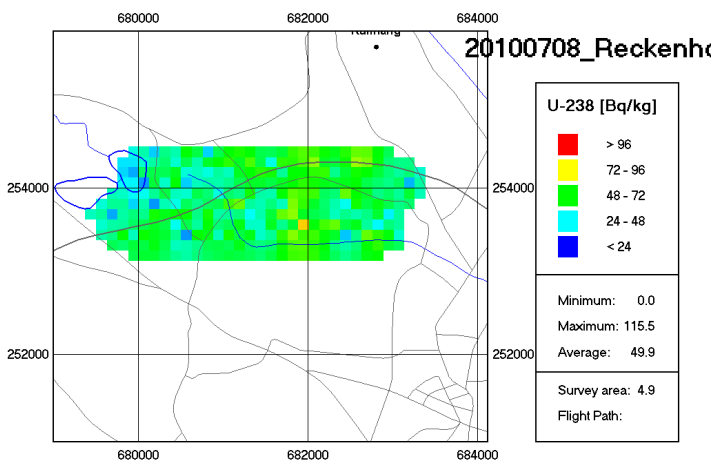 680000 682000 684000
20100708_Reckenho
U-238 [Bq/kg]
> 96
72 - 96
48 - 72
24 - 48
< 24
254000 254000
Minimum: 0.0
Maximum: 115.5
Average: 49.9
252000 252000
Survey area: 4.9
Flight Path:
680000 682000 684000